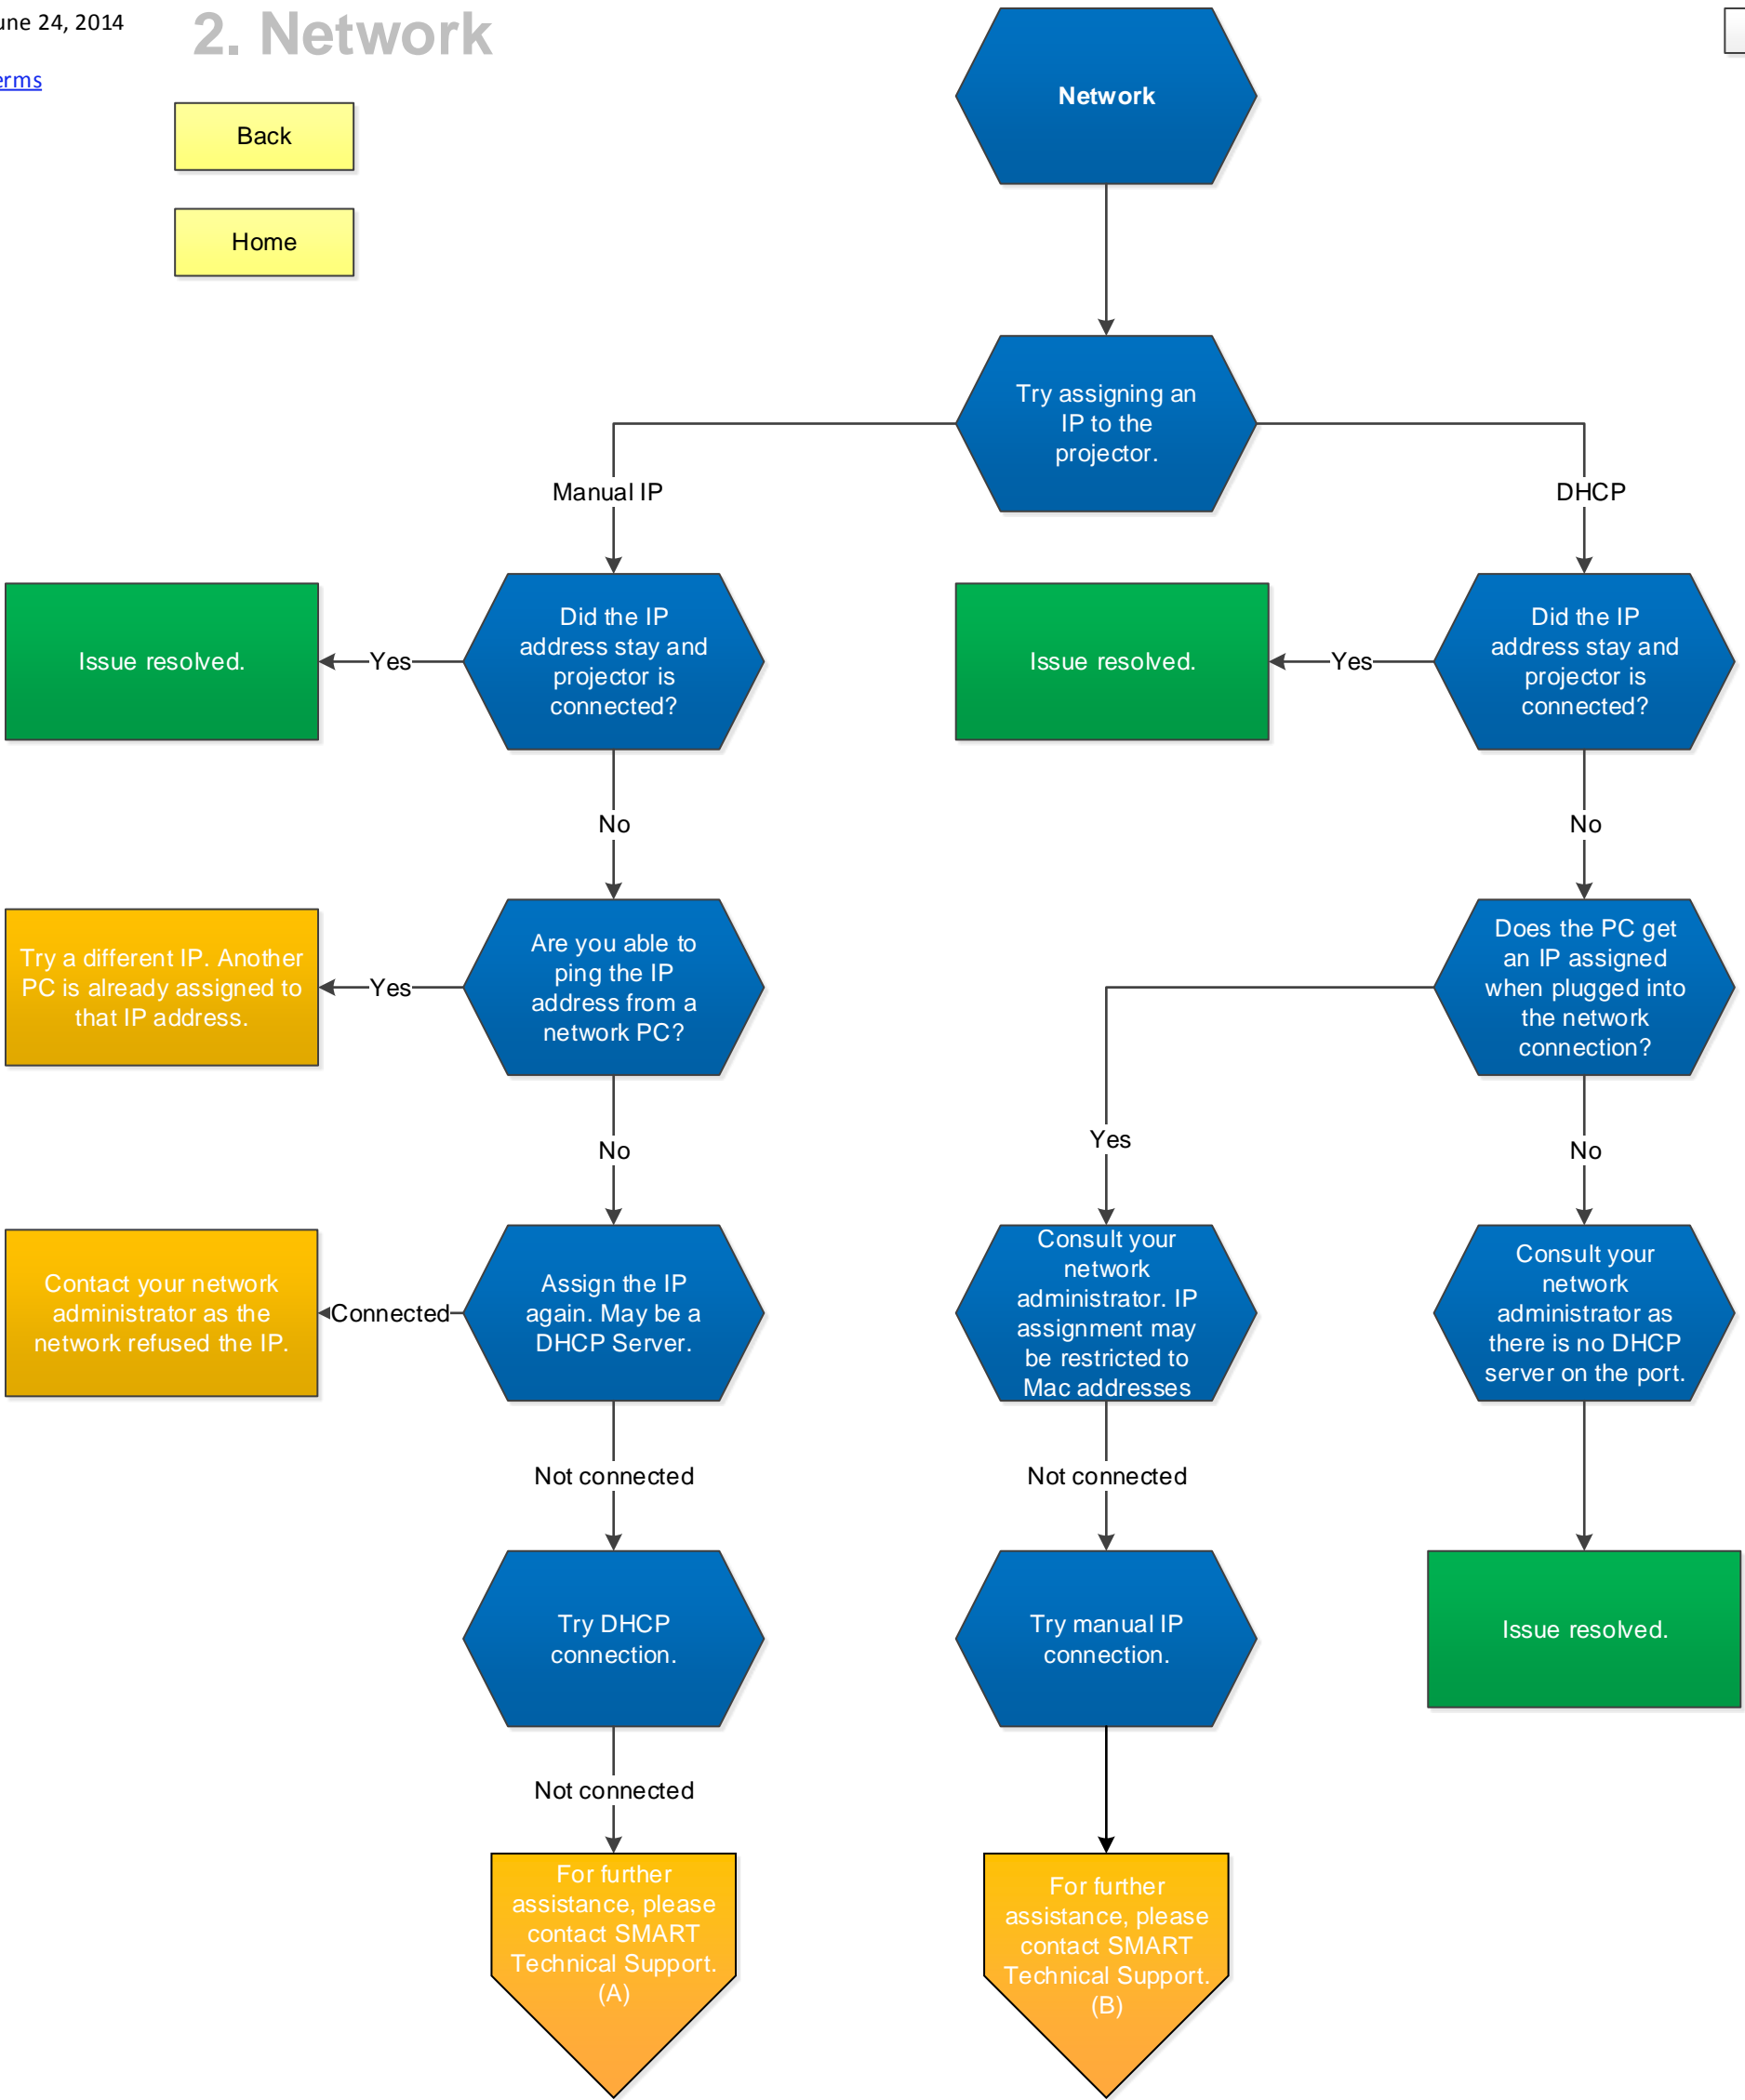 une 24, 2014
2. Network
erms
Back
Home
Network
Try assigning an
IP to the
projector.
Manual IP
DHCP
Issue resolved.
Yes
Did the IP
address stay and
projector is
connected?
Issue resolved.
Yes
Did the IP
address stay and
projector is
connected?
No
No
Try a different IP. Another
PC is already assigned to
that IP address.
Yes
Are you able to
ping the IP
address from a
network PC?
Does the PC get
an IP assigned
when plugged into
the network
connection?
No
Yes
No
Contact your network
administrator as the
network refused the IP.
Connected
Assign the IP
again. May be a
DHCP Server.
Consult your
network
administrator. IP
assignment may
be restricted to
Mac addresses
Consult your
network
administrator as
there is no DHCP
server on the port.
Not connected
Not connected
Try DHCP
connection.
Try manual IP
connection.
Issue resolved.
Not connected
For further
assistance, please
contact SMART
Technical Support.
(A)
For further
assistance, please
contact SMART
Technical Support.
(B)